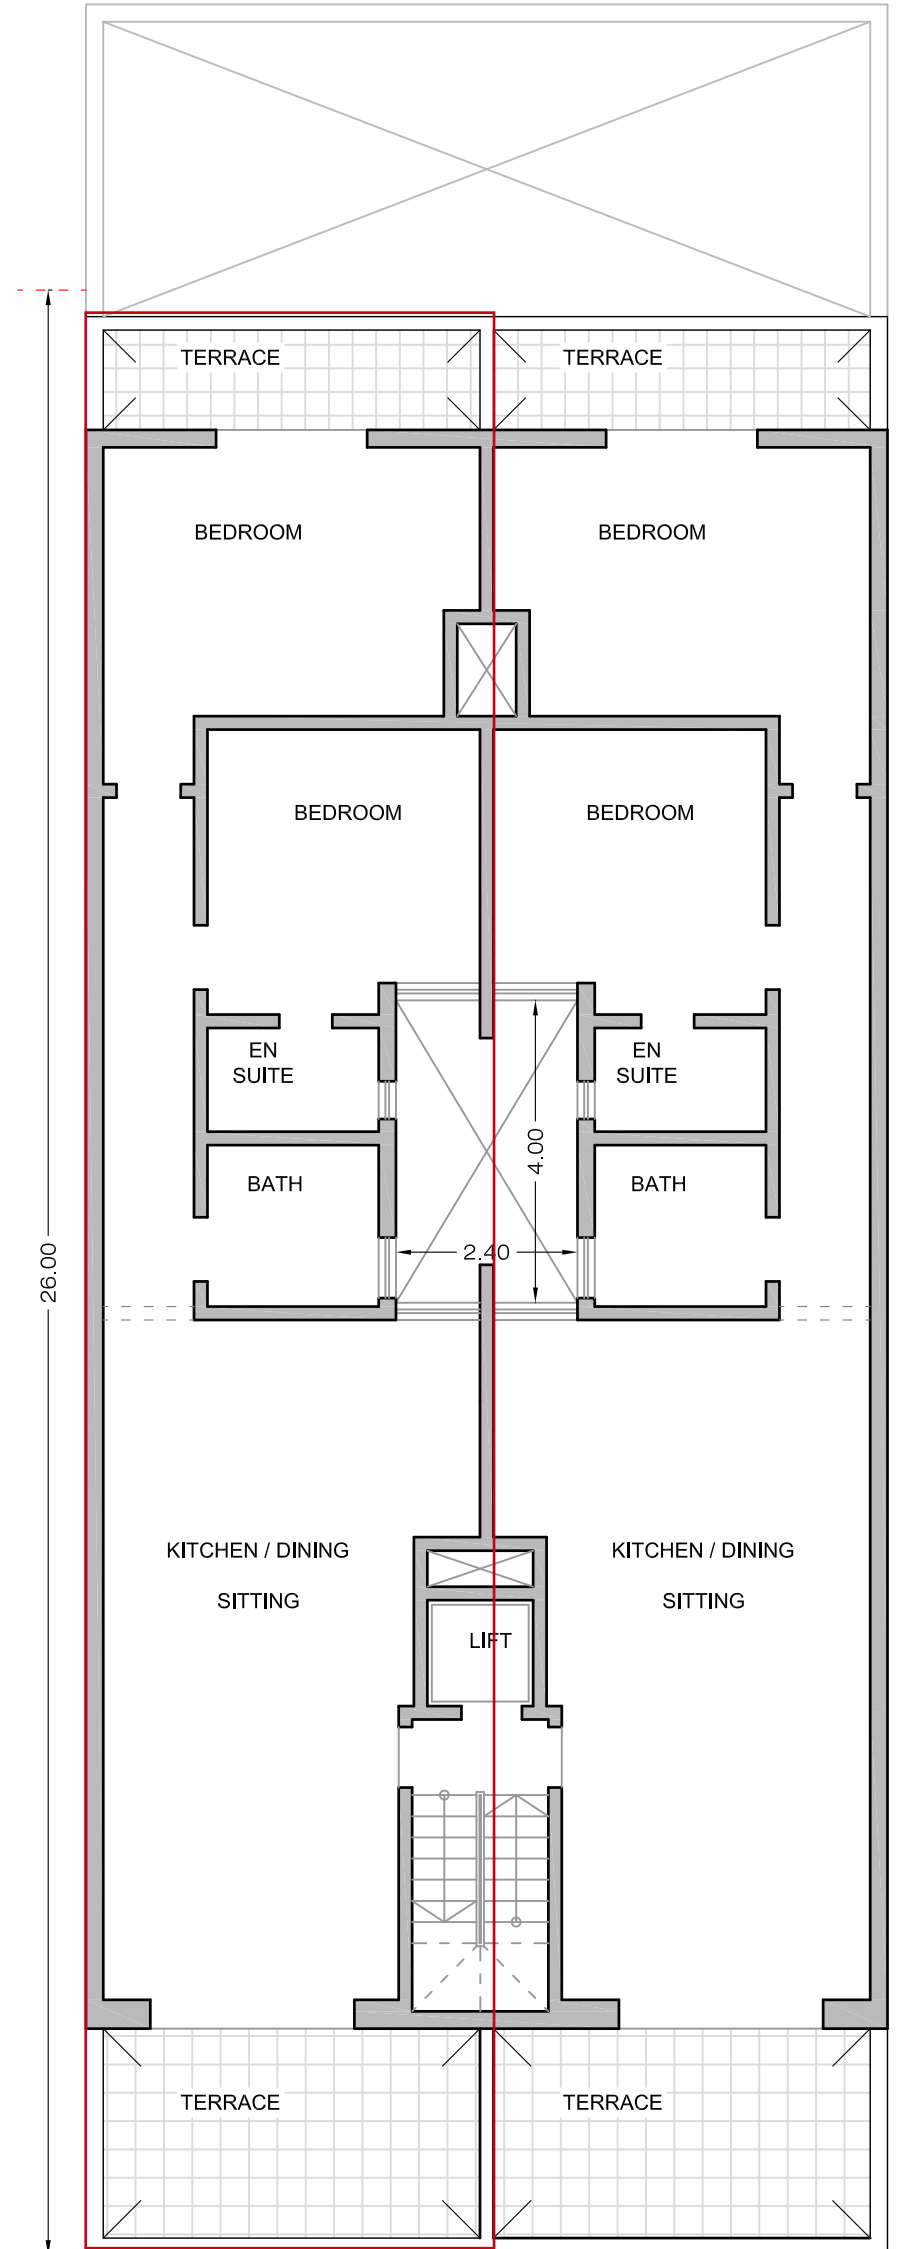 TERRACE
TERRACE
BEDROOM
BEDROOM
BEDROOM
BEDROOM
EN
SUITE
EN
SUITE
4.00
BATH
BATH
2.40
26.00
KITCHEN / DINING
SITTING
KITCHEN / DINING
SITTING
LIFT
TERRACE
TERRACE